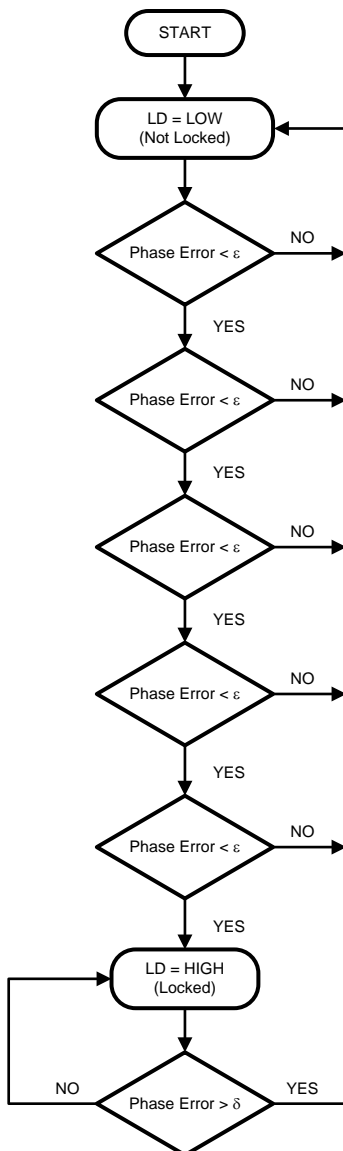 START
LD = LOW
(Not Locked)
Phase Error < ε
NO
YES
Phase Error < ε
NO
YES
Phase Error < ε
NO
YES
Phase Error < ε
NO
YES
Phase Error < ε
NO
YES
LD = HIGH
(Locked)
NO
Phase Error > δ
YES